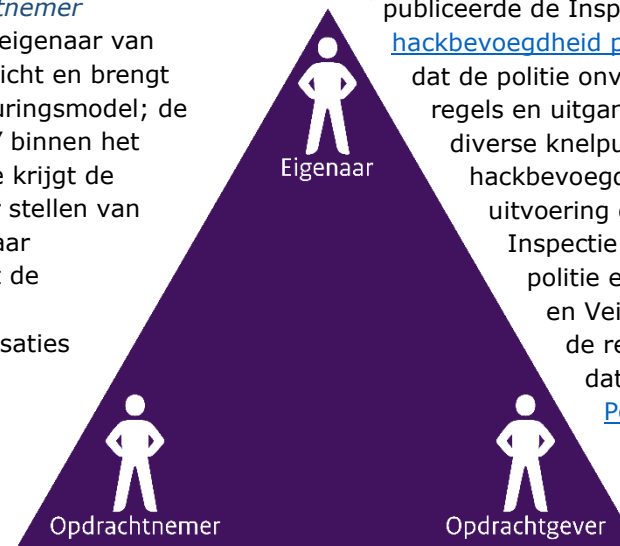 tnemer
eigenaar van
icht en brengt
uringsmodel; de
binnen het
e krijgt de
r stellen van
aar
t de
saties
publiceerde de Insp
hackbevoegdheid p
dat de politie onv
regels en uitgan
diverse knelpu
hackbevoegd
uitvoering
Inspectie
politie e
en Vei
de re
dat
Po
Eigenaar
Opdrachtnemer
Opdrachtgever